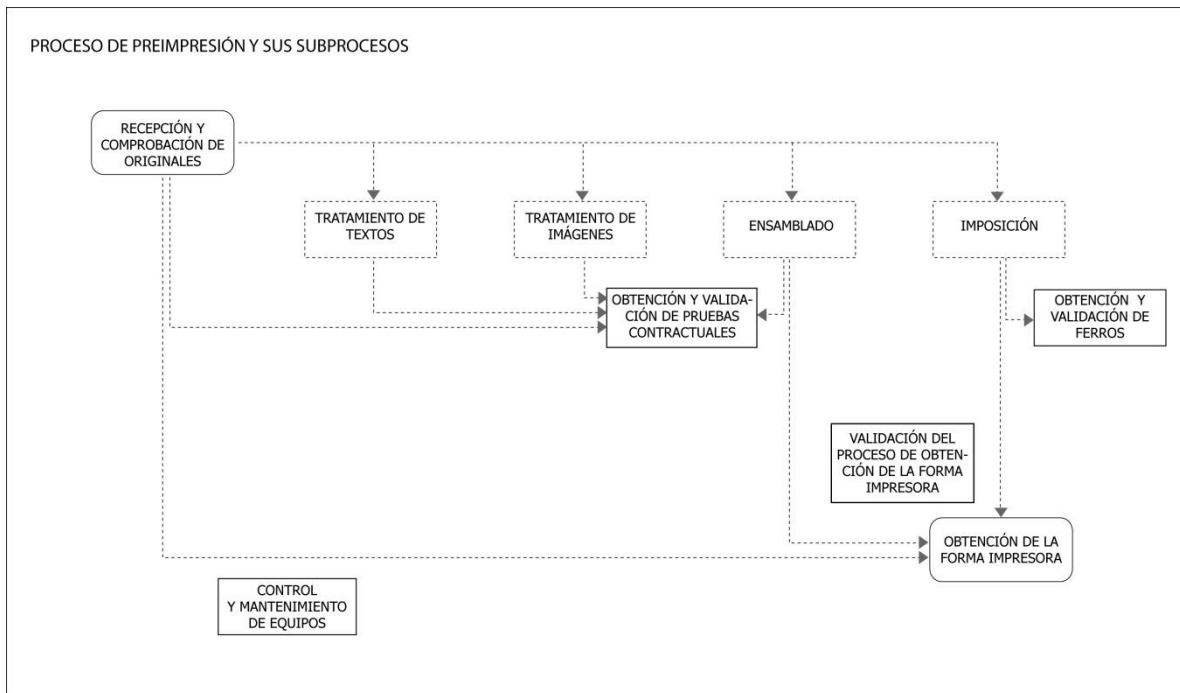 PROCESO DE PREIMPRESIÓN Y SUS SUBPROCESOS
RECEPCIÓN Y
COMPROBACIÓN DE
ORIGINALES
TRATAMIENTO DE
TEXTOS
TRATAMIENTO DE
IMÁGENES
ENSAMBLADO
IMPOSICIÓN
OBTENCIÓN Y VALIDA-
CIÓN DE PRUEBAS
CONTRACTUALES
OBTENCIÓN Y
VALIDACIÓN DE
FERROS
VALIDACIÓN DEL
PROCESO DE OBTEN-
CIÓN DE LA FORMA
IMPRESORA
OBTENCIÓN DE LA
FORMA IMPRESORA
CONTROL
Y MANTENIMIENTO
DE EQUIPOS